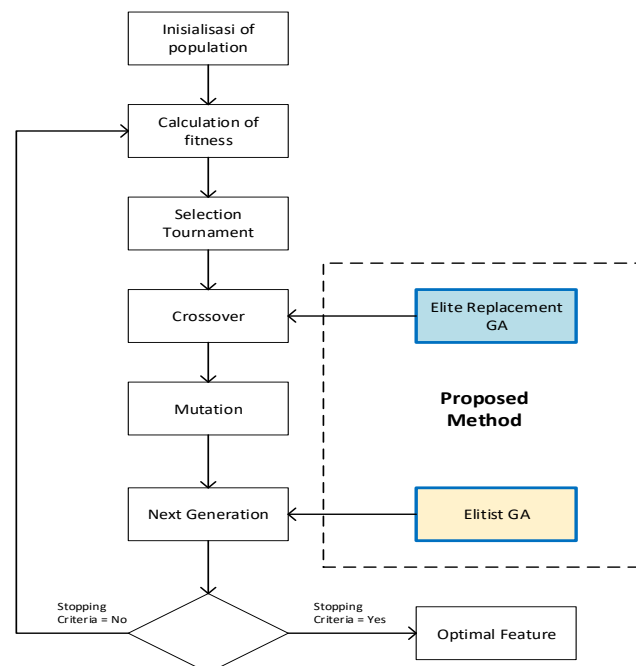 Inisialisasi of
population
Calculation of
fitness
Selection
Tournament
Crossover
Elite Replacement
GA
Mutation
Proposed
Method
Next Generation
Elitist GA
Stopping
Criteria = No
Stopping
Criteria = Yes
Optimal Feature